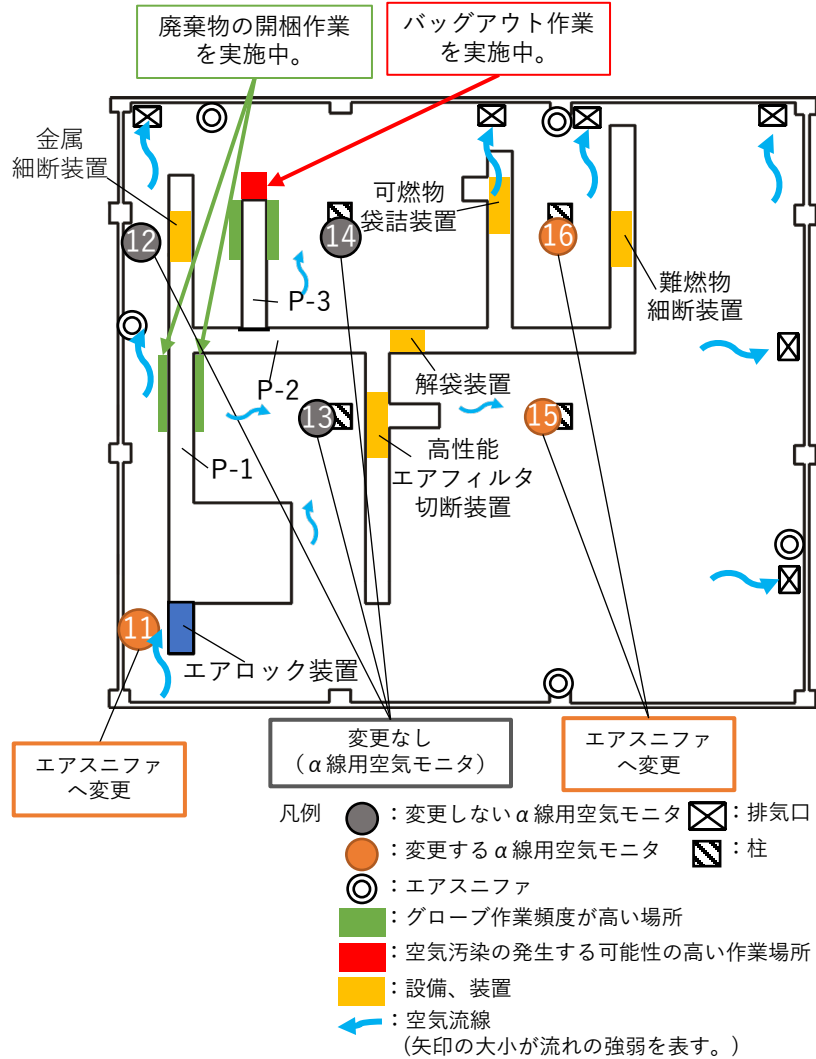 廃棄物の開梱作業
を実施中。
バッグアウト作業
を実施中。
金属
細断装置
可燃物
袋詰装置
12
14
16
難燃物
細断装置
P-3
P-2
解袋装置
13
15
P-1
高性能
エアフィルタ
切断装置
11
エアロック装置
エアスニファ
へ変更
変更なし
(α線用空気モニタ)
エアスニファ
へ変更
凡例
:変更しないα線用空気モニタ
:排気口
:変更するα線用空気モニタ
:柱
:エアスニファ
:グローブ作業頻度が高い場所
:空気汚染の発生する可能性の高い作業場所
:設備、装置
:空気流線
(矢印の大小が流れの強弱を表す。)